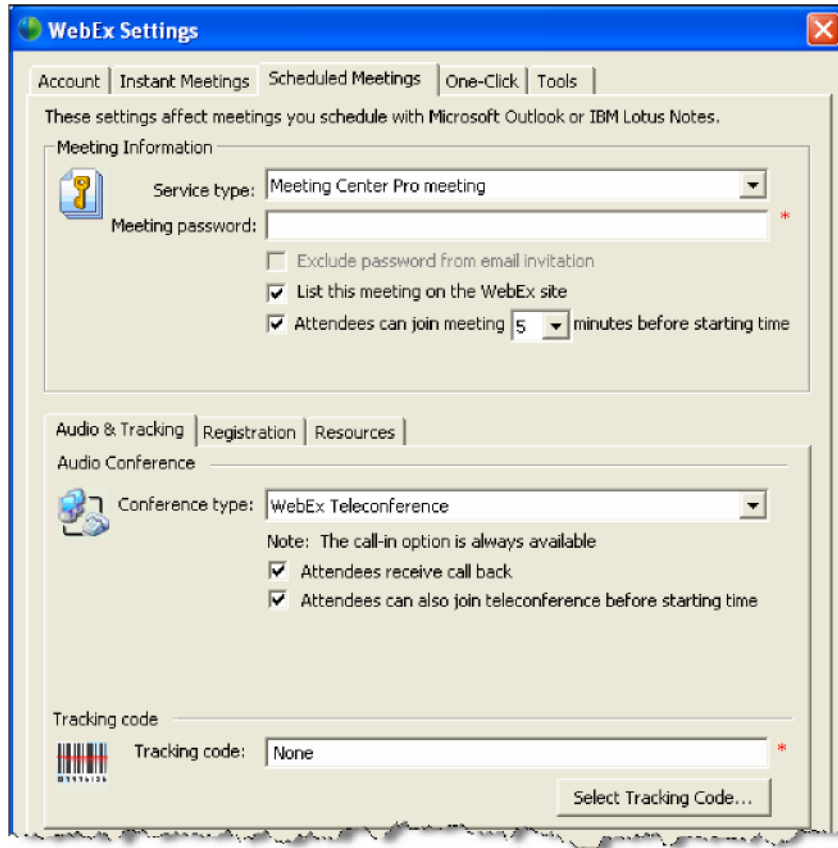 WebEx Settings
Account Instant Meetings Scheduled Meetings One-Click Tools
These settings affect meetings you schedule with Microsoft Outlook or IBM Lotus Notes.
Meeting Information
Service type: Meeting Center Pro meeting
Meeting password: *
Exclude password from email invitation
List this meeting on the WebEx site
Attendees can join meeting 5 minutes before starting time
Audio & Tracking Registration Resources
Audio Conference
Conference type: WebEx Teleconference
Note: The call-in option is always available
Attendees receive call back
Attendees can also join teleconference before starting time
Tracking code
Tracking code: None *
Select Tracking Code...